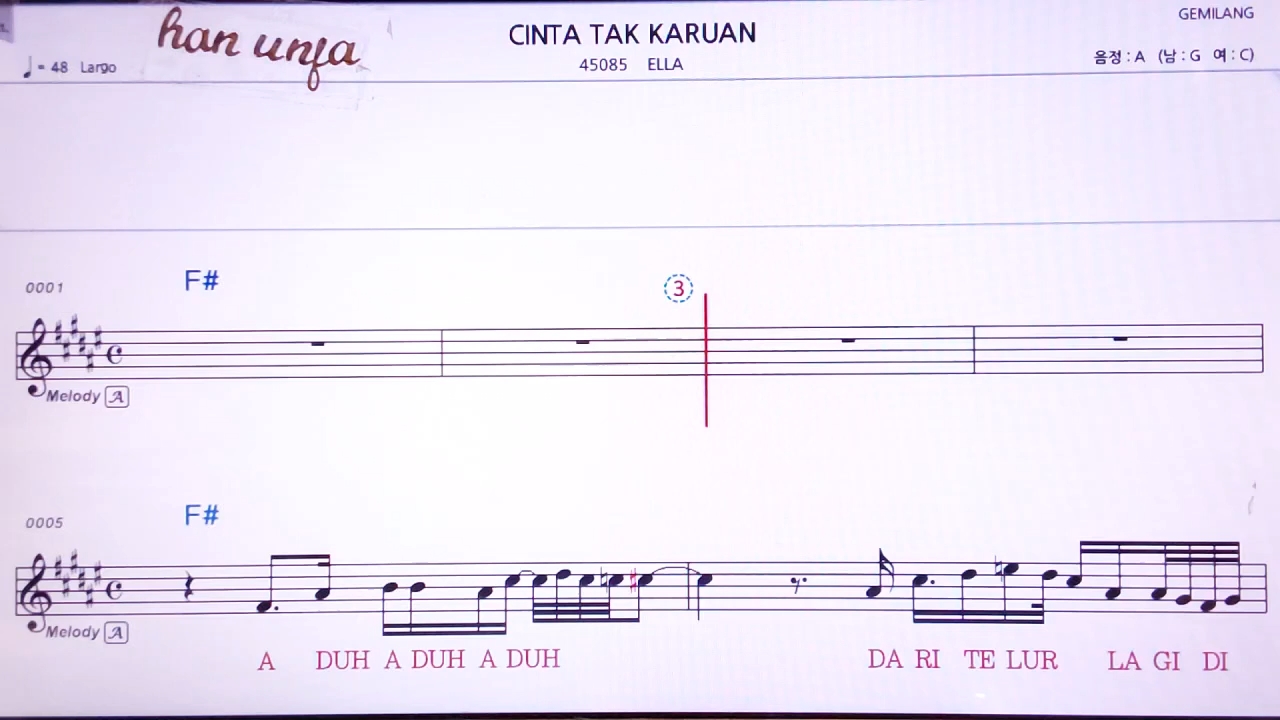 GEMILANG
han unfa
CINTA TAK KARUAN
♩= 48 Largo
45085 ELLA
음정 : A (남 : G 여 : C)
0001
F#
3
Melody A
0005
F#
Melody A
A DUH A DUH A DUH DA RI TE LUR LA GI DI